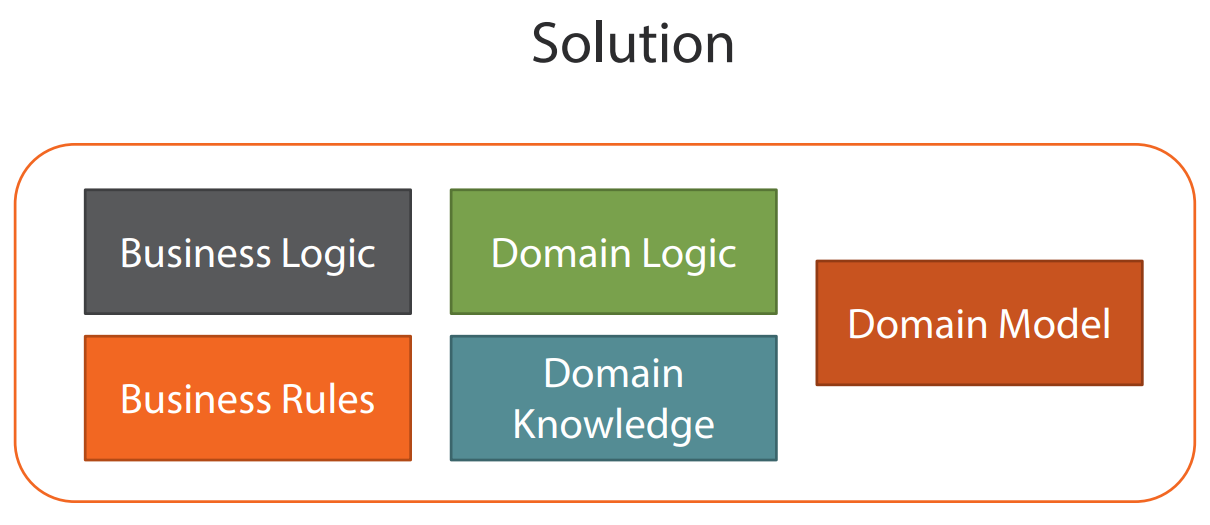 Solution
Business Logic
Domain Logic
Domain Model
Business Rules
Domain
Knowledge